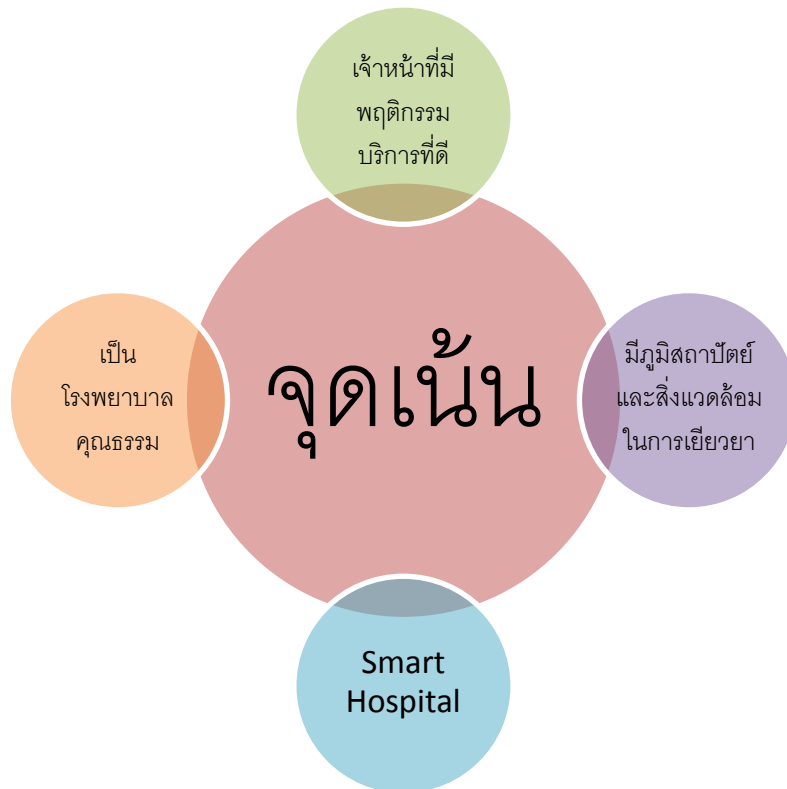 เจ้าหน้าที่มี
พฤติกรรม
บริการที่ดี
เป็น
โรงพยาบาล
คุณธรรม
จุดเน้น
มีภูมิสถาปัตย์
และสิ่งแวดล้อม
ในการเยียวยา
Smart
Hospital